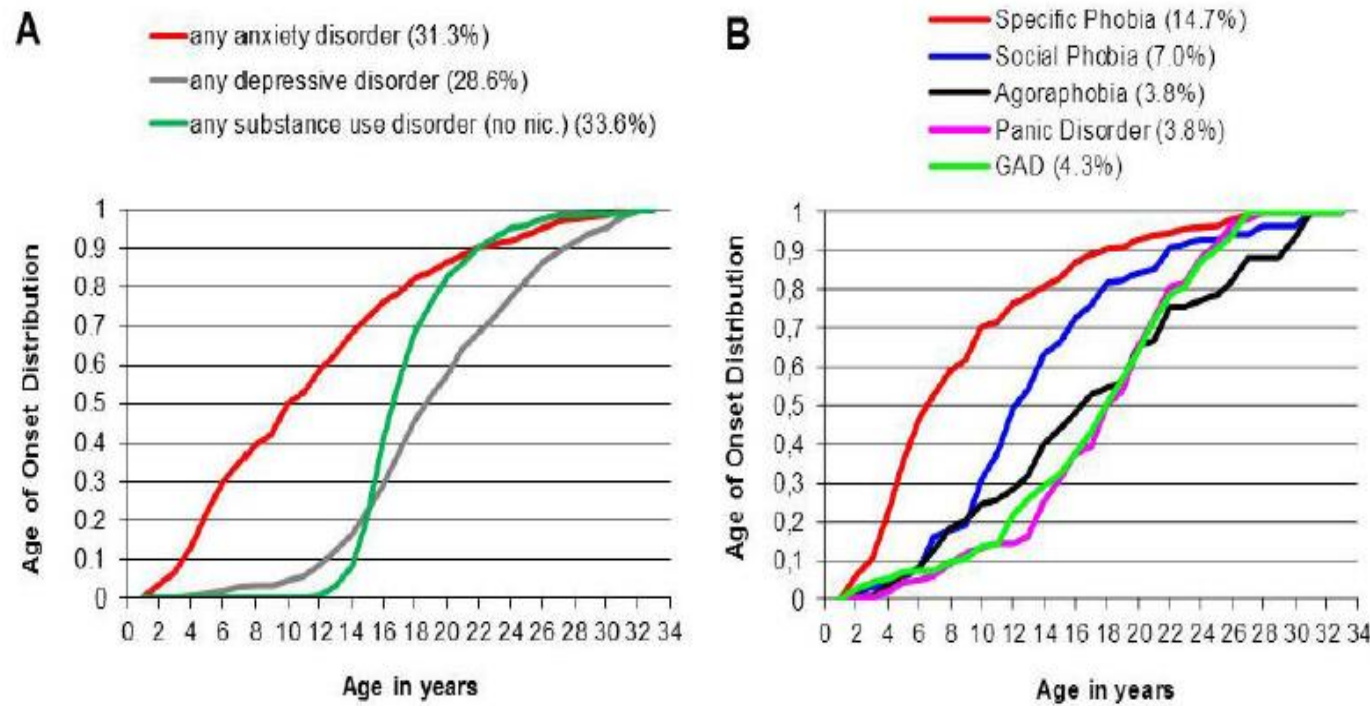 A
any anxiety disorder (31.3%)
any depressive disorder (28.6%)
any substance use disorder (no nic.) (33.6%)
Age of Onset Distribution
1
0.9
0.8
0.7
0.6
0.5
0.4
0.3
0.2
0.1
0
0 2 4 6 8 10 12 14 16 18 20 22 24 26 28 30 32 34
Age in years
B
Specific Phobia (14.7%)
Social Phobia (7.0%)
Agoraphobia (3.8%)
Panic Disorder (3.8%)
GAD (4.3%)
Age of Onset Distribution
1
0,9
0,8
0,7
0,6
0,5
0,4
0,3
0,2
0,1
0
0 2 4 6 8 10 12 14 16 18 20 22 24 26 28 30 32 34
Age in years